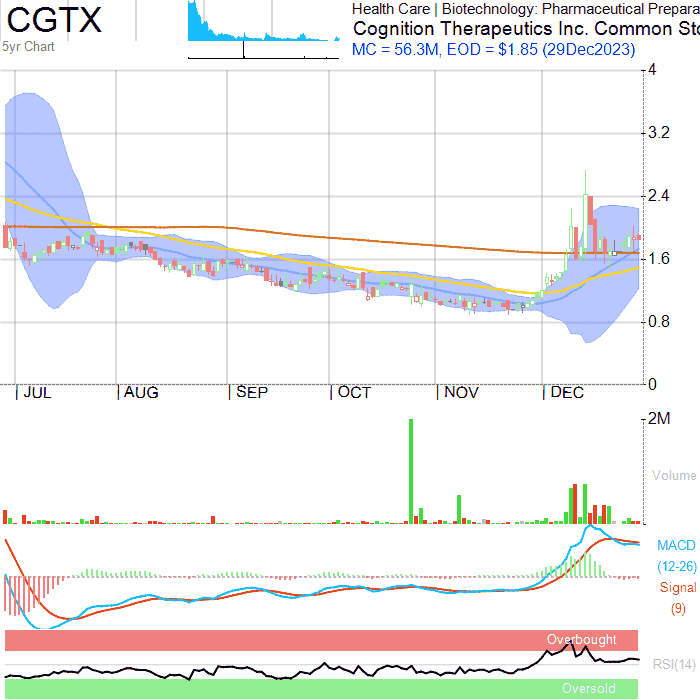 CGTX
5yr Chart
Health Care | Biotechnology: Pharmaceutical Prepara
Cognition Therapeutics Inc. Common Sto
MC = 56.3M, EOD = $1.85 (29Dec2023)
4
3.2
2.4
1.6
0.8
0
JUL AUG SEP OCT NOV DEC
2M
Volume
MACD
(12-26)
Signal
(9)
Overbought
RSI(14)
Oversold